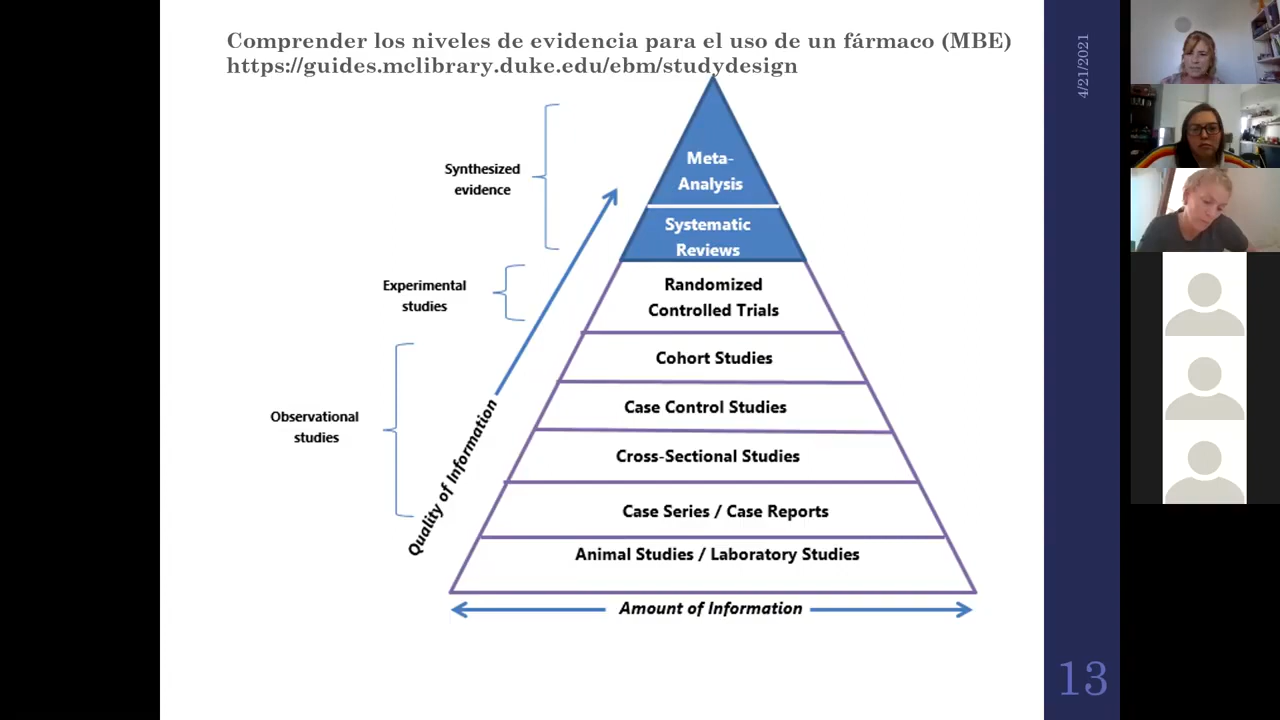 Comprender los niveles de evidencia para el uso de un fármaco (MBE)
https://guides.mclibrary.duke.edu/ebm/studydesign
4/21/2021
Synthesized
evidence
Meta-
Analysis
Systematic
Reviews
Experimental
studies
Randomized
Controlled Trials
Cohort Studies
Observational
studies
Case Control Studies
Cross-Sectional Studies
Quality of Information
Case Series / Case Reports
Animal Studies / Laboratory Studies
Amount of Information
13